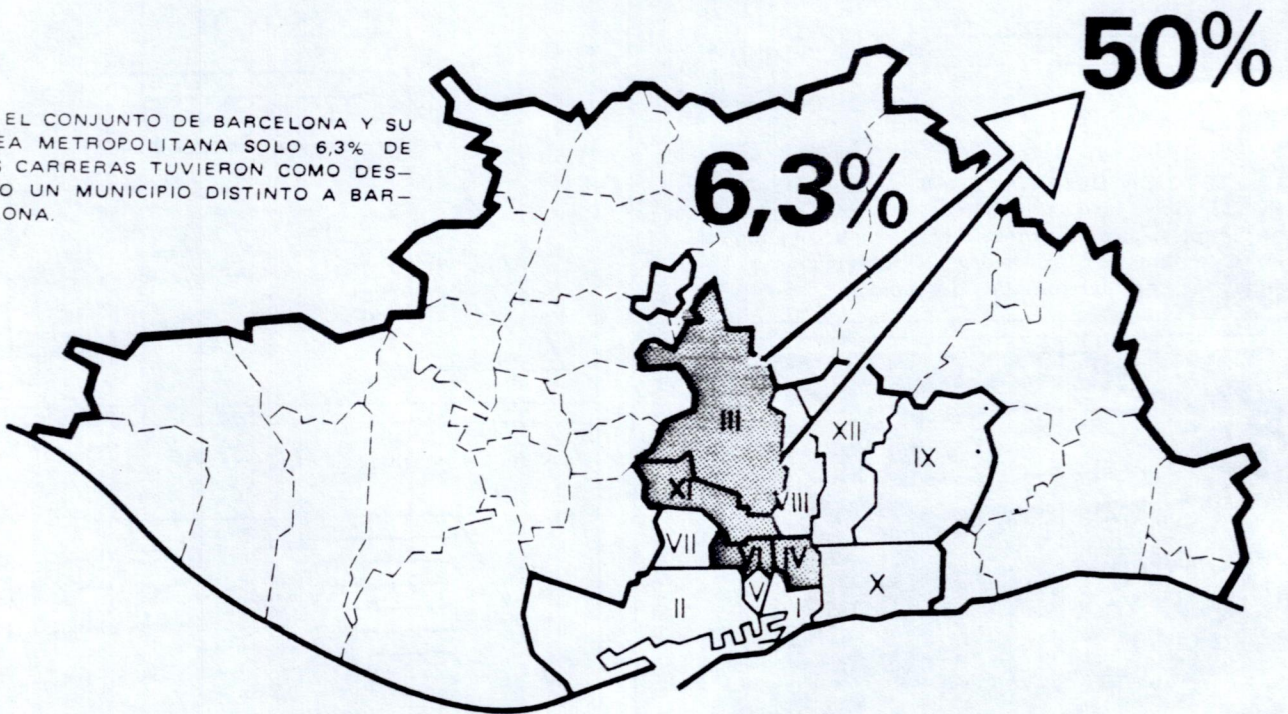 50%
EL CONJUNTO DE BARCELONA Y SU
EA METROPOLITANA SOLO 6,3% DE
S CARRERAS TUVIERON COMO DES–
O UN MUNICIPIO DISTINTO A BAR–
ONA.
6,3%
III
XII
IX
XI
VIII
VII
VI
IV
V
X
II
I